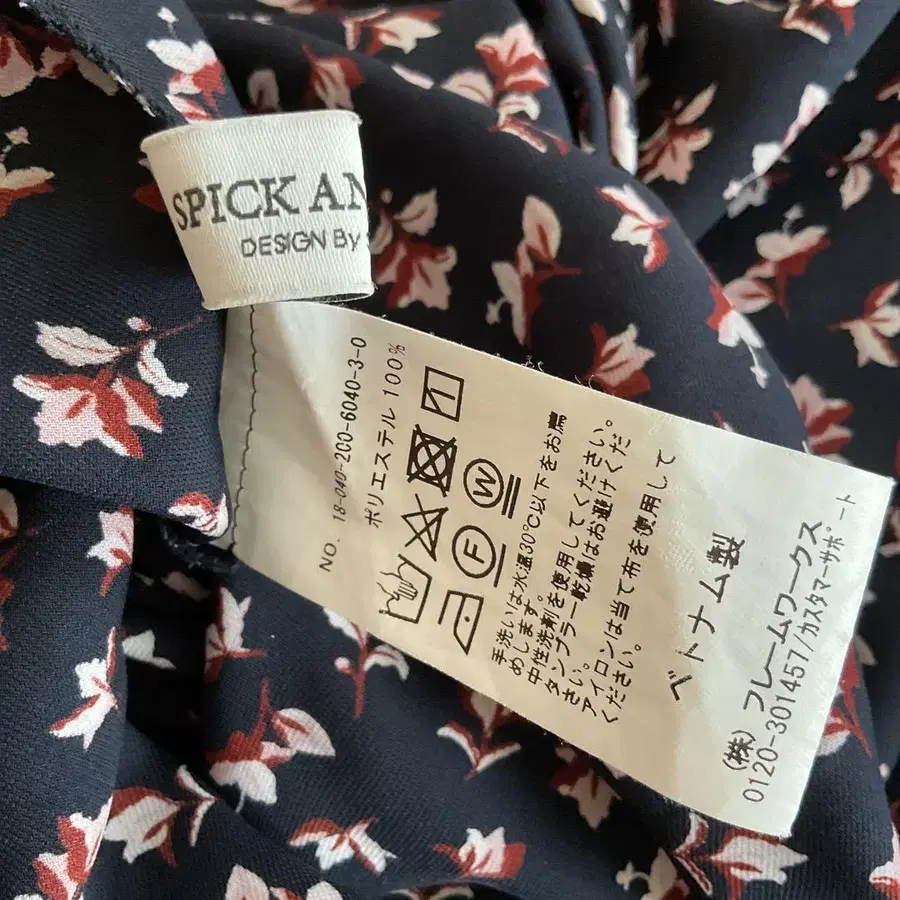 SPICK AN
DESIGN By
NO. 18-040-200-6040-3-0
ポリエステル 100%
W
F
手洗いは水温30℃以下をお薦
めします。
中性洗剤を使用してください。
タンブラー乾燥はお避けくださ
い。
アイロンは当て布を使用して
ください。
ベトナム製
(株) フレームワークス
0120-301457/カスタマーサポート